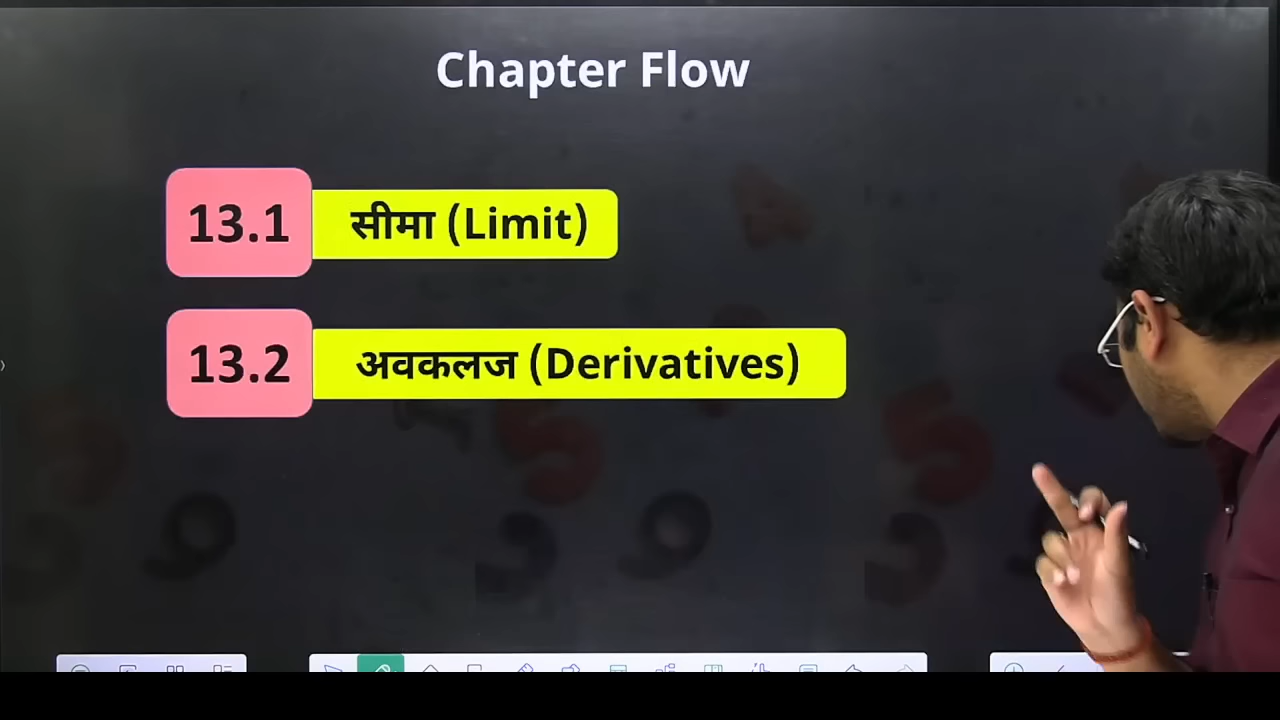 Chapter Flow
13.1 सीमा (Limit)
13.2 अवकलज (Derivatives)